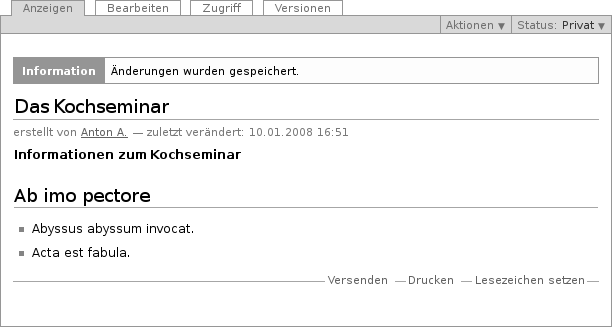 Anzeigen Bearbeiten Zugriff Versionen
Aktionen ▼ Status: Privat ▼
Information Änderungen wurden gespeichert.
Das Kochseminar
erstellt von Anton A. — zuletzt verändert: 10.01.2008 16:51
Informationen zum Kochseminar
Ab imo pectore
Abyssus abyssum invocat.
Acta est fabula.
Versenden — Drucken — Lesezeichen setzen —